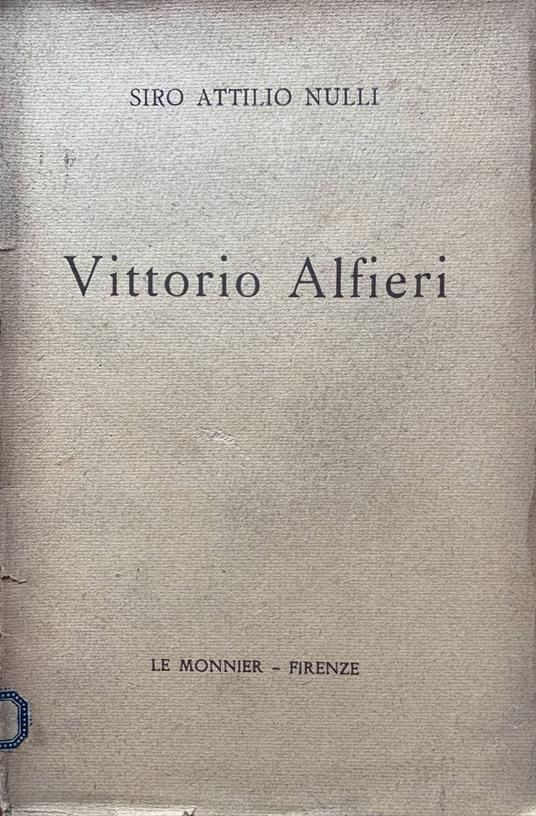 SIRO ATTILIO NULLI
Vittorio Alfieri
LE MONNIER - FIRENZE